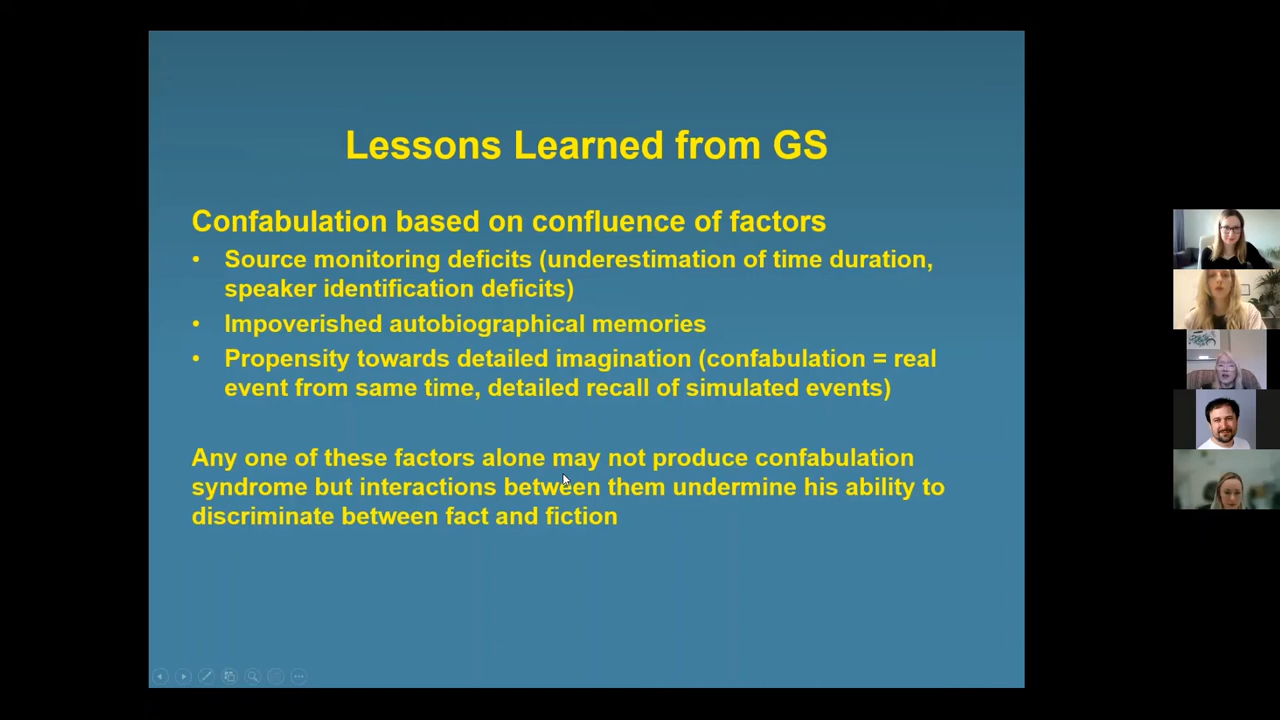 Lessons Learned from GS
Confabulation based on confluence of factors
• Source monitoring deficits (underestimation of time duration,
speaker identification deficits)
• Impoverished autobiographical memories
• Propensity towards detailed imagination (confabulation = real
event from same time, detailed recall of simulated events)
Any one of these factors alone may not produce confabulation
syndrome but interactions between them undermine his ability to
discriminate between fact and fiction